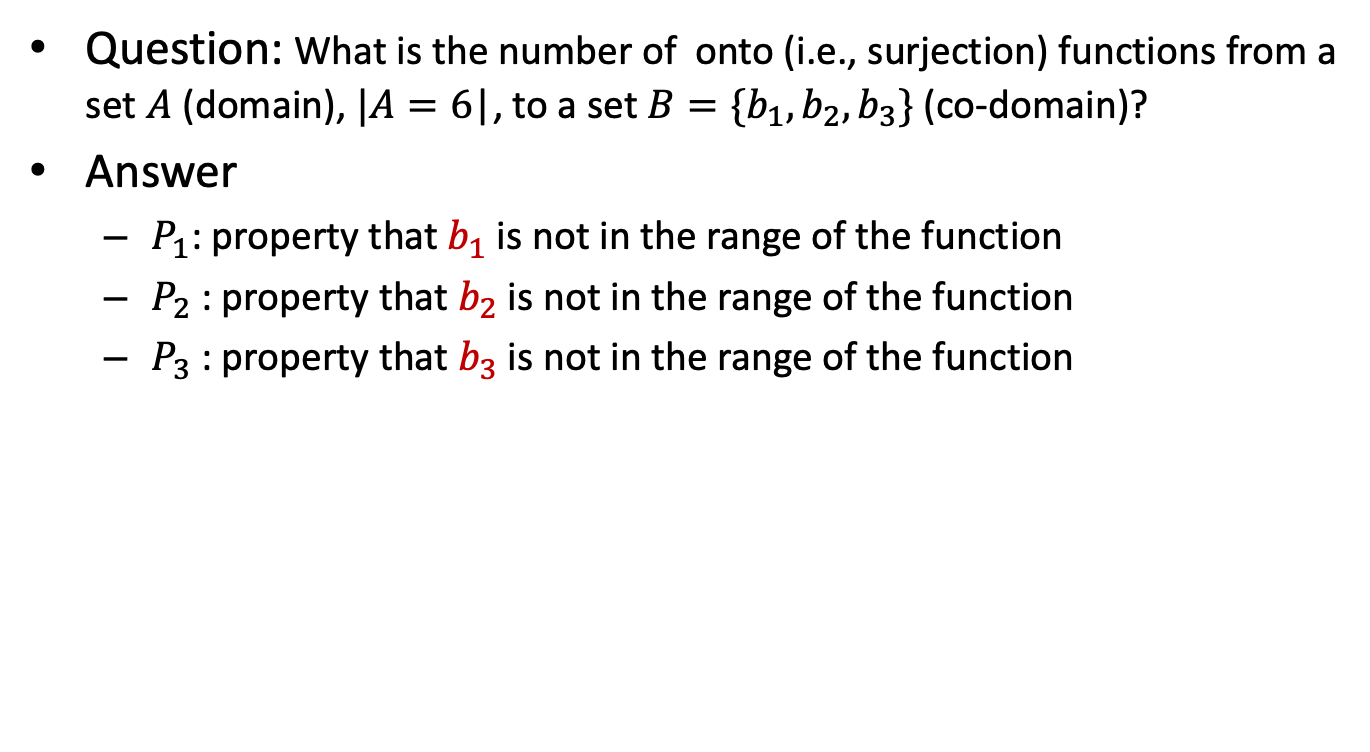 • Question: What is the number of onto (i.e., surjection) functions from a
set A (domain), |A = 6|, to a set B = {b₁, b₂, b₃} (co-domain)?
• Answer
– P₁: property that b₁ is not in the range of the function
– P₂ : property that b₂ is not in the range of the function
– P₃ : property that b₃ is not in the range of the function